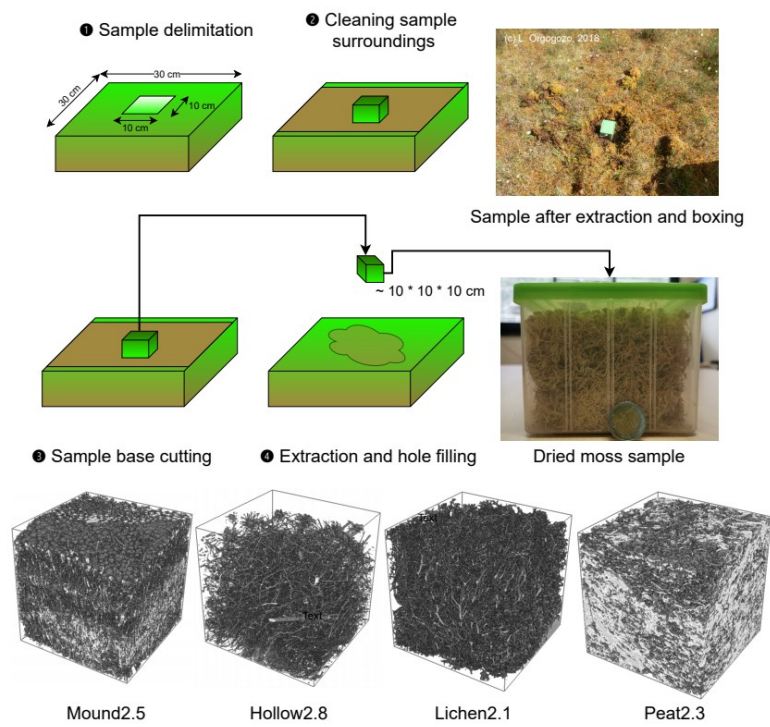 ❶ Sample delimitation
❷ Cleaning sample
surroundings
30 cm
30 cm
10 cm
10 cm
(c) L. Orgogozo, 2018
Sample after extraction and boxing
~ 10 * 10 * 10 cm
❸ Sample base cutting
❹ Extraction and hole filling
Dried moss sample
Text
Text
Mound2.5
Hollow2.8
Lichen2.1
Peat2.3